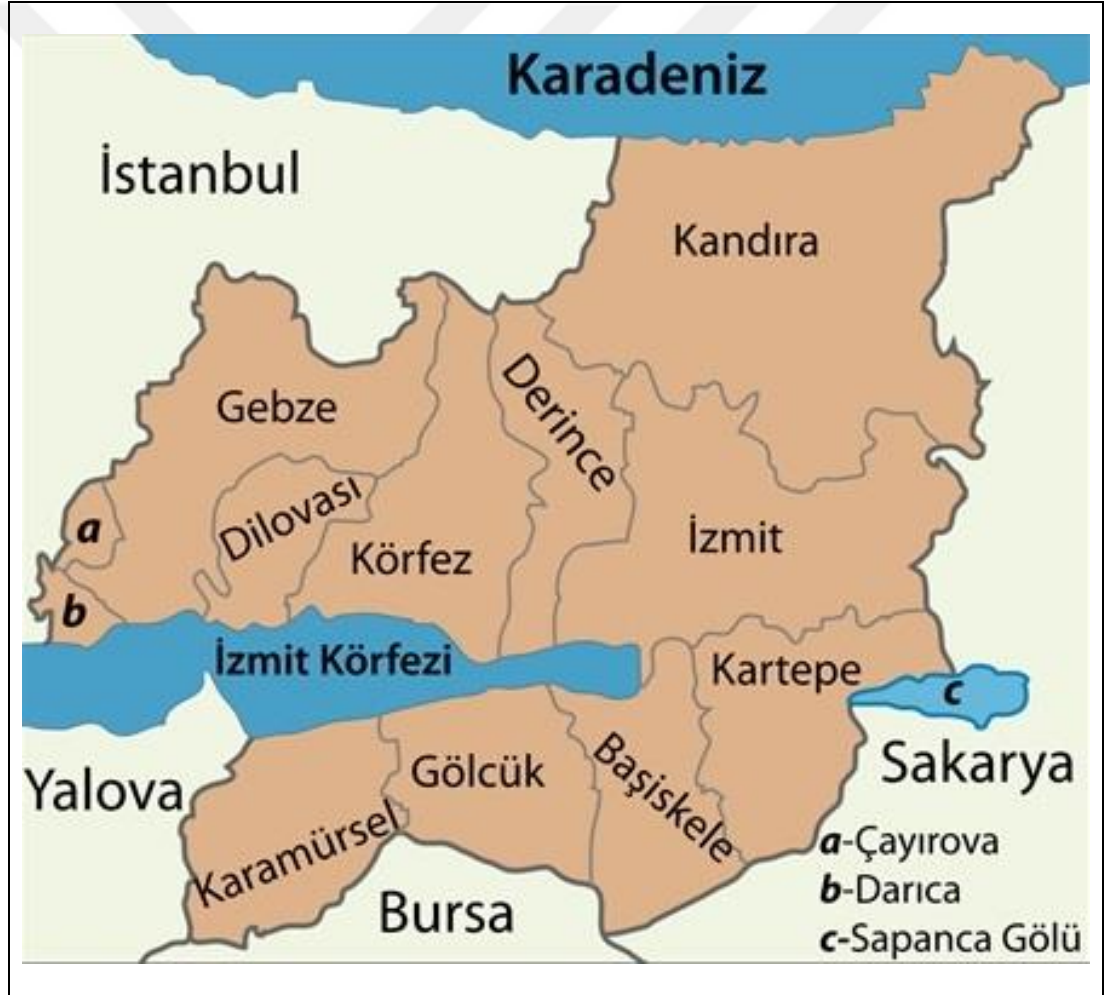 Karadeniz
İstanbul
Kandıra
Gebze
Derince
Dilovası
a
İzmit
Körfez
b
İzmit Körfezi
Kartepe
c
Yalova
Gölcük
Başiskele
Sakarya
Karamürsel
Bursa
a-Çayırova
b-Darıca
c-Sapanca Gölü